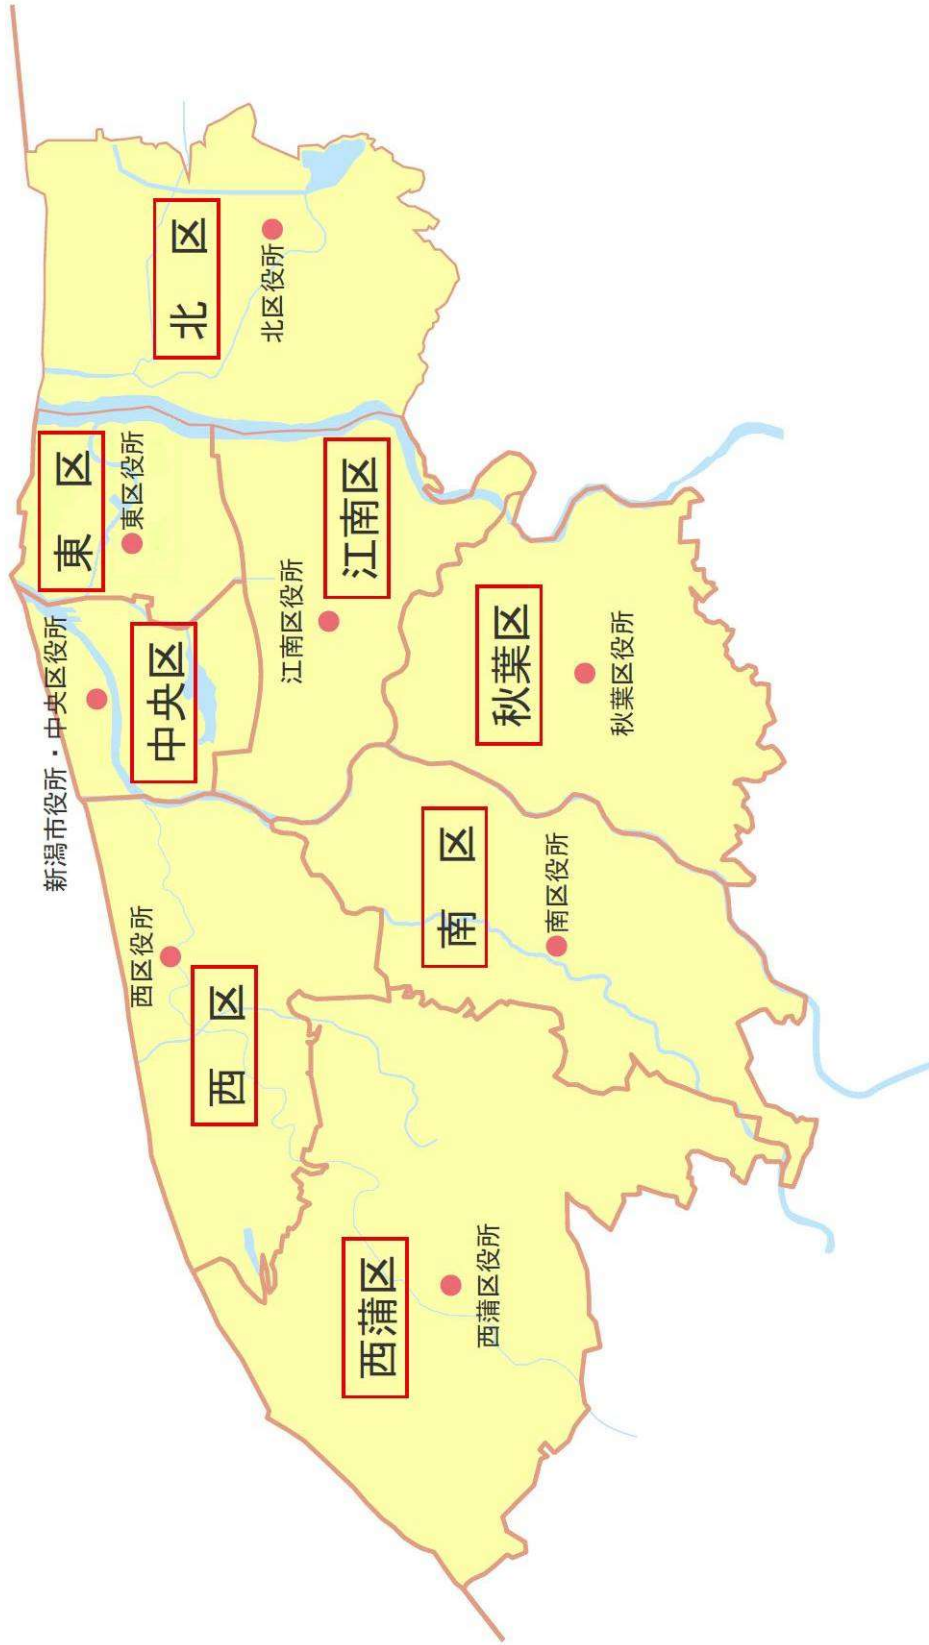 北区
北区役所
東区
東区役所
新潟市役所・中央区役所
中央区
江南区
江南区役所
秋葉区
秋葉区役所
南区
南区役所
西区役所
西区
西蒲区
西蒲区役所